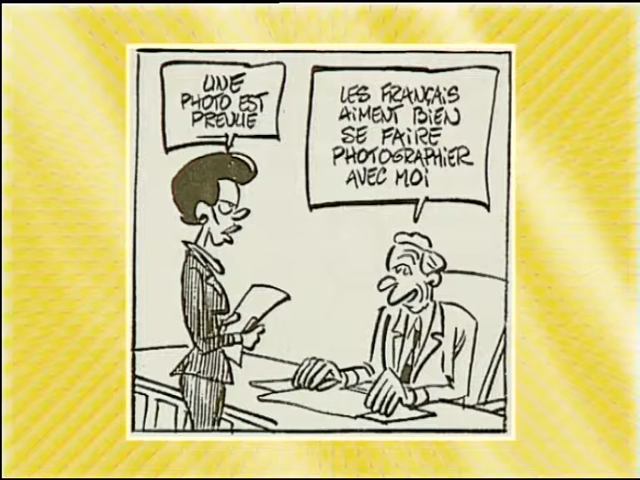 UNE
PHOTO EST
PREVUE
LES FRANÇAIS
AIMENT BIEN
SE FAIRE
PHOTOGRAPHIER
AVEC MOI